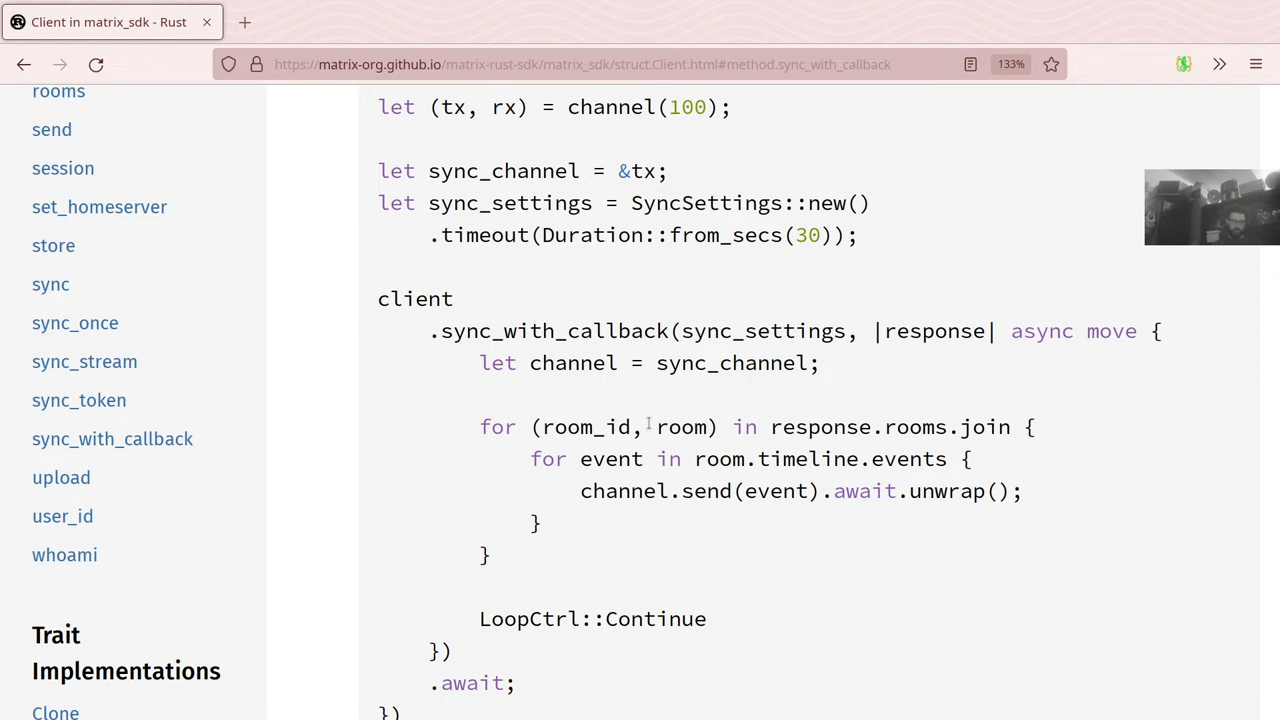 Client in matrix_sdk - Rust
https://matrix-org.github.io/matrix-rust-sdk/matrix_sdk/struct.Client.html#method.sync_with_callback
133%
rooms
send
session
set_homeserver
store
sync
sync_once
sync_stream
sync_token
sync_with_callback
upload
user_id
whoami
Trait
Implementations
Clone
let (tx, rx) = channel(100);
let sync_channel = &tx;
let sync_settings = SyncSettings::new()
.timeout(Duration::from_secs(30));
client
.sync_with_callback(sync_settings, |response| async move {
let channel = sync_channel;
for (room_id, room) in response.rooms.join {
for event in room.timeline.events {
channel.send(event).await.unwrap();
}
}
LoopCtrl::Continue
})
.await;
})